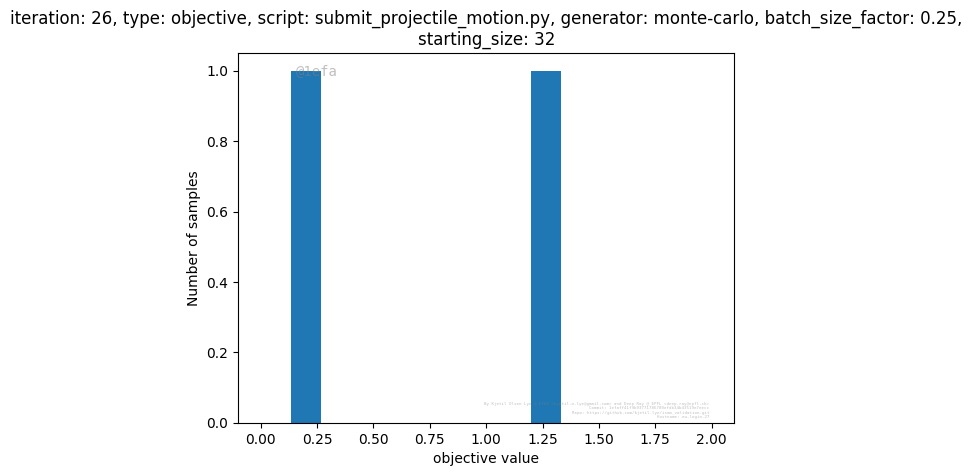 iteration: 26, type: objective, script: submit_projectile_motion.py, generator: monte-carlo, batch_size_factor: 0.25,
starting_size: 32
@1efa
1.0
0.8
0.6
0.4
0.2
0.0
Number of samples
0.00 0.25 0.50 0.75 1.00 1.25 1.50 1.75 2.00
objective value